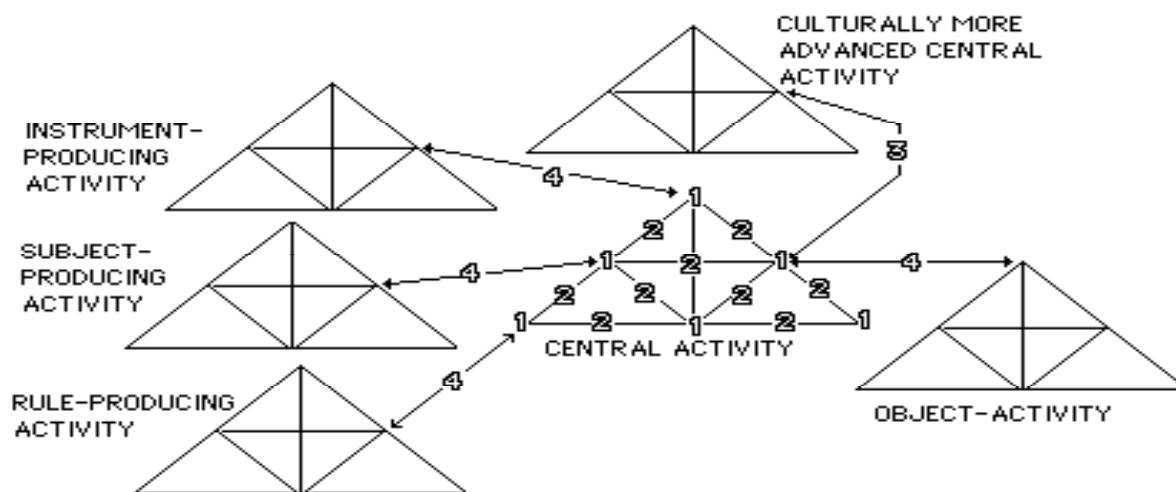 CULTURALLY MORE
ADVANCED CENTRAL
ACTIVITY
INSTRUMENT-
PRODUCING
ACTIVITY
3
4
1
2 2
SUBJECT-
PRODUCING
ACTIVITY
4
1 2 1
4
2 2 2 2
1 2 1 2 1
CENTRAL ACTIVITY
4
RULE-PRODUCING
ACTIVITY
OBJECT-ACTIVITY